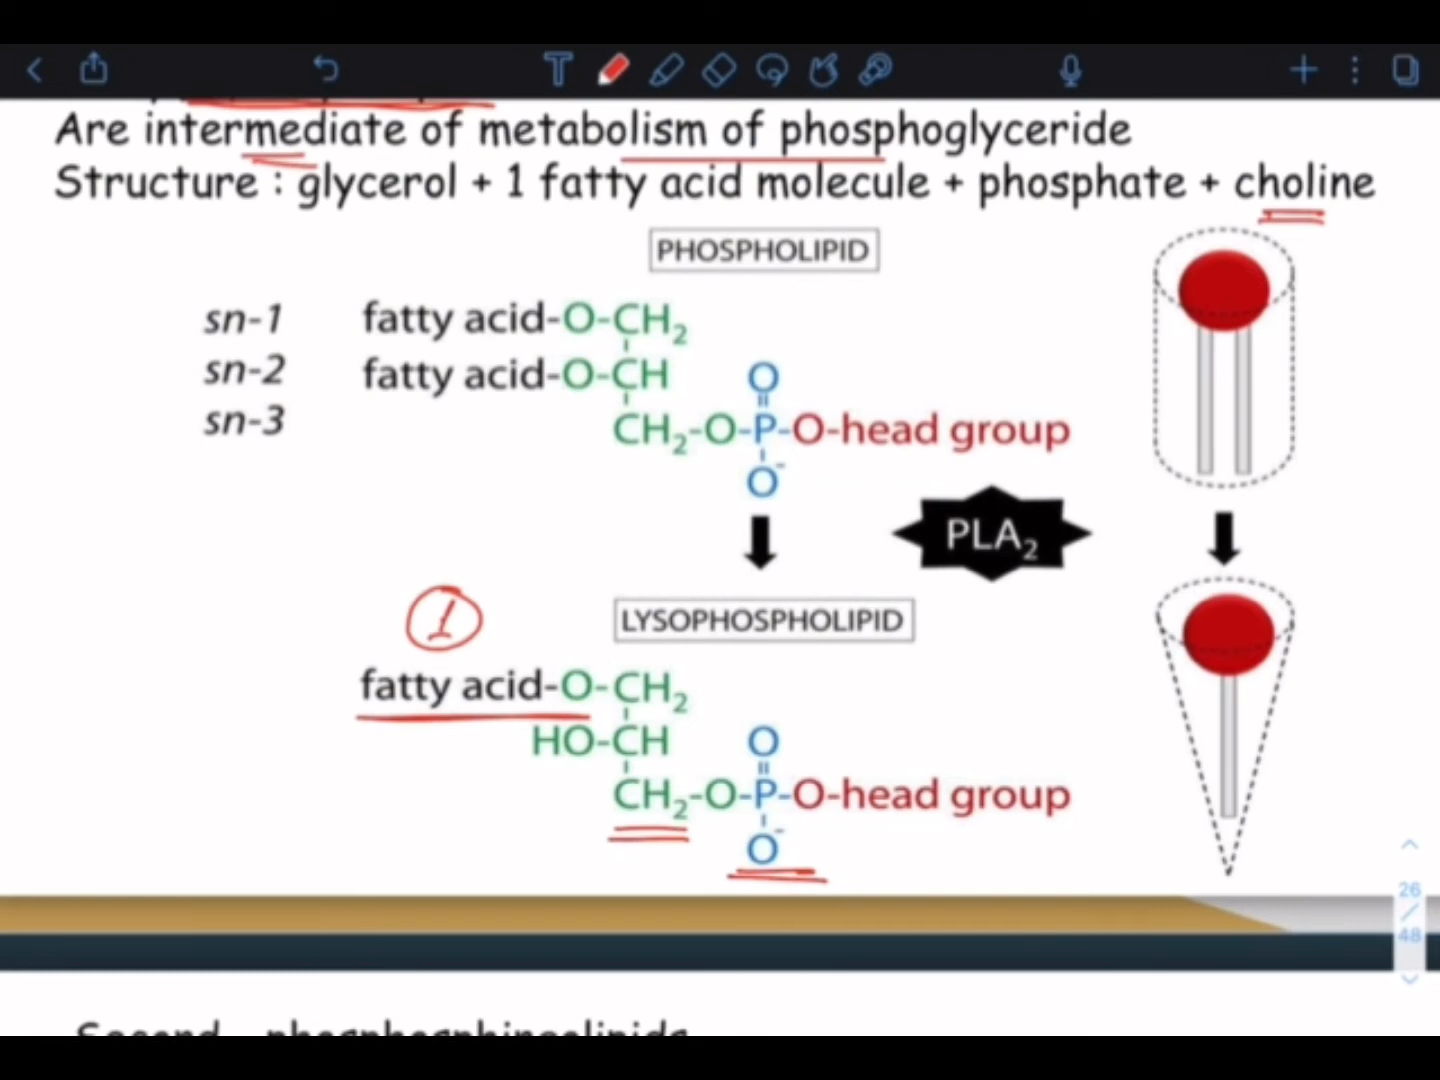 Are intermediate of metabolism of phosphoglyceride
Structure : glycerol + 1 fatty acid molecule + phosphate + choline
PHOSPHOLIPID
sn-1 fatty acid-O-CH2
sn-2 fatty acid-O-CH O
sn-3 CH2-O-P-O-head group
O-
PLA2
1
LYSOPHOSPHOLIPID
fatty acid-O-CH2
HO-CH O
CH2-O-P-O-head group
O-
26
/
48
Second phosphosphingolipids